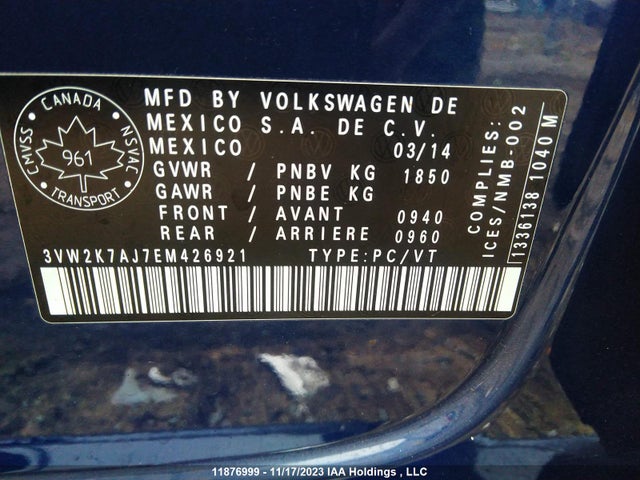 CANADA
CMVSS
NSVAC
961
TRANSPORT
MFD BY VOLKSWAGEN DE
MEXICO S.A. DE C.V.
MEXICO 03/14
GVWR / PNBV KG 1850
GAWR / PNBE KG
FRONT / AVANT 0940
REAR / ARRIERE 0960
3VW2K7AJ7EM426921 TYPE:PC/VT
COMPLIES:
ICES/NMB-002
1336138 1040M
11876999 - 11/17/2023 IAA Holdings , LLC